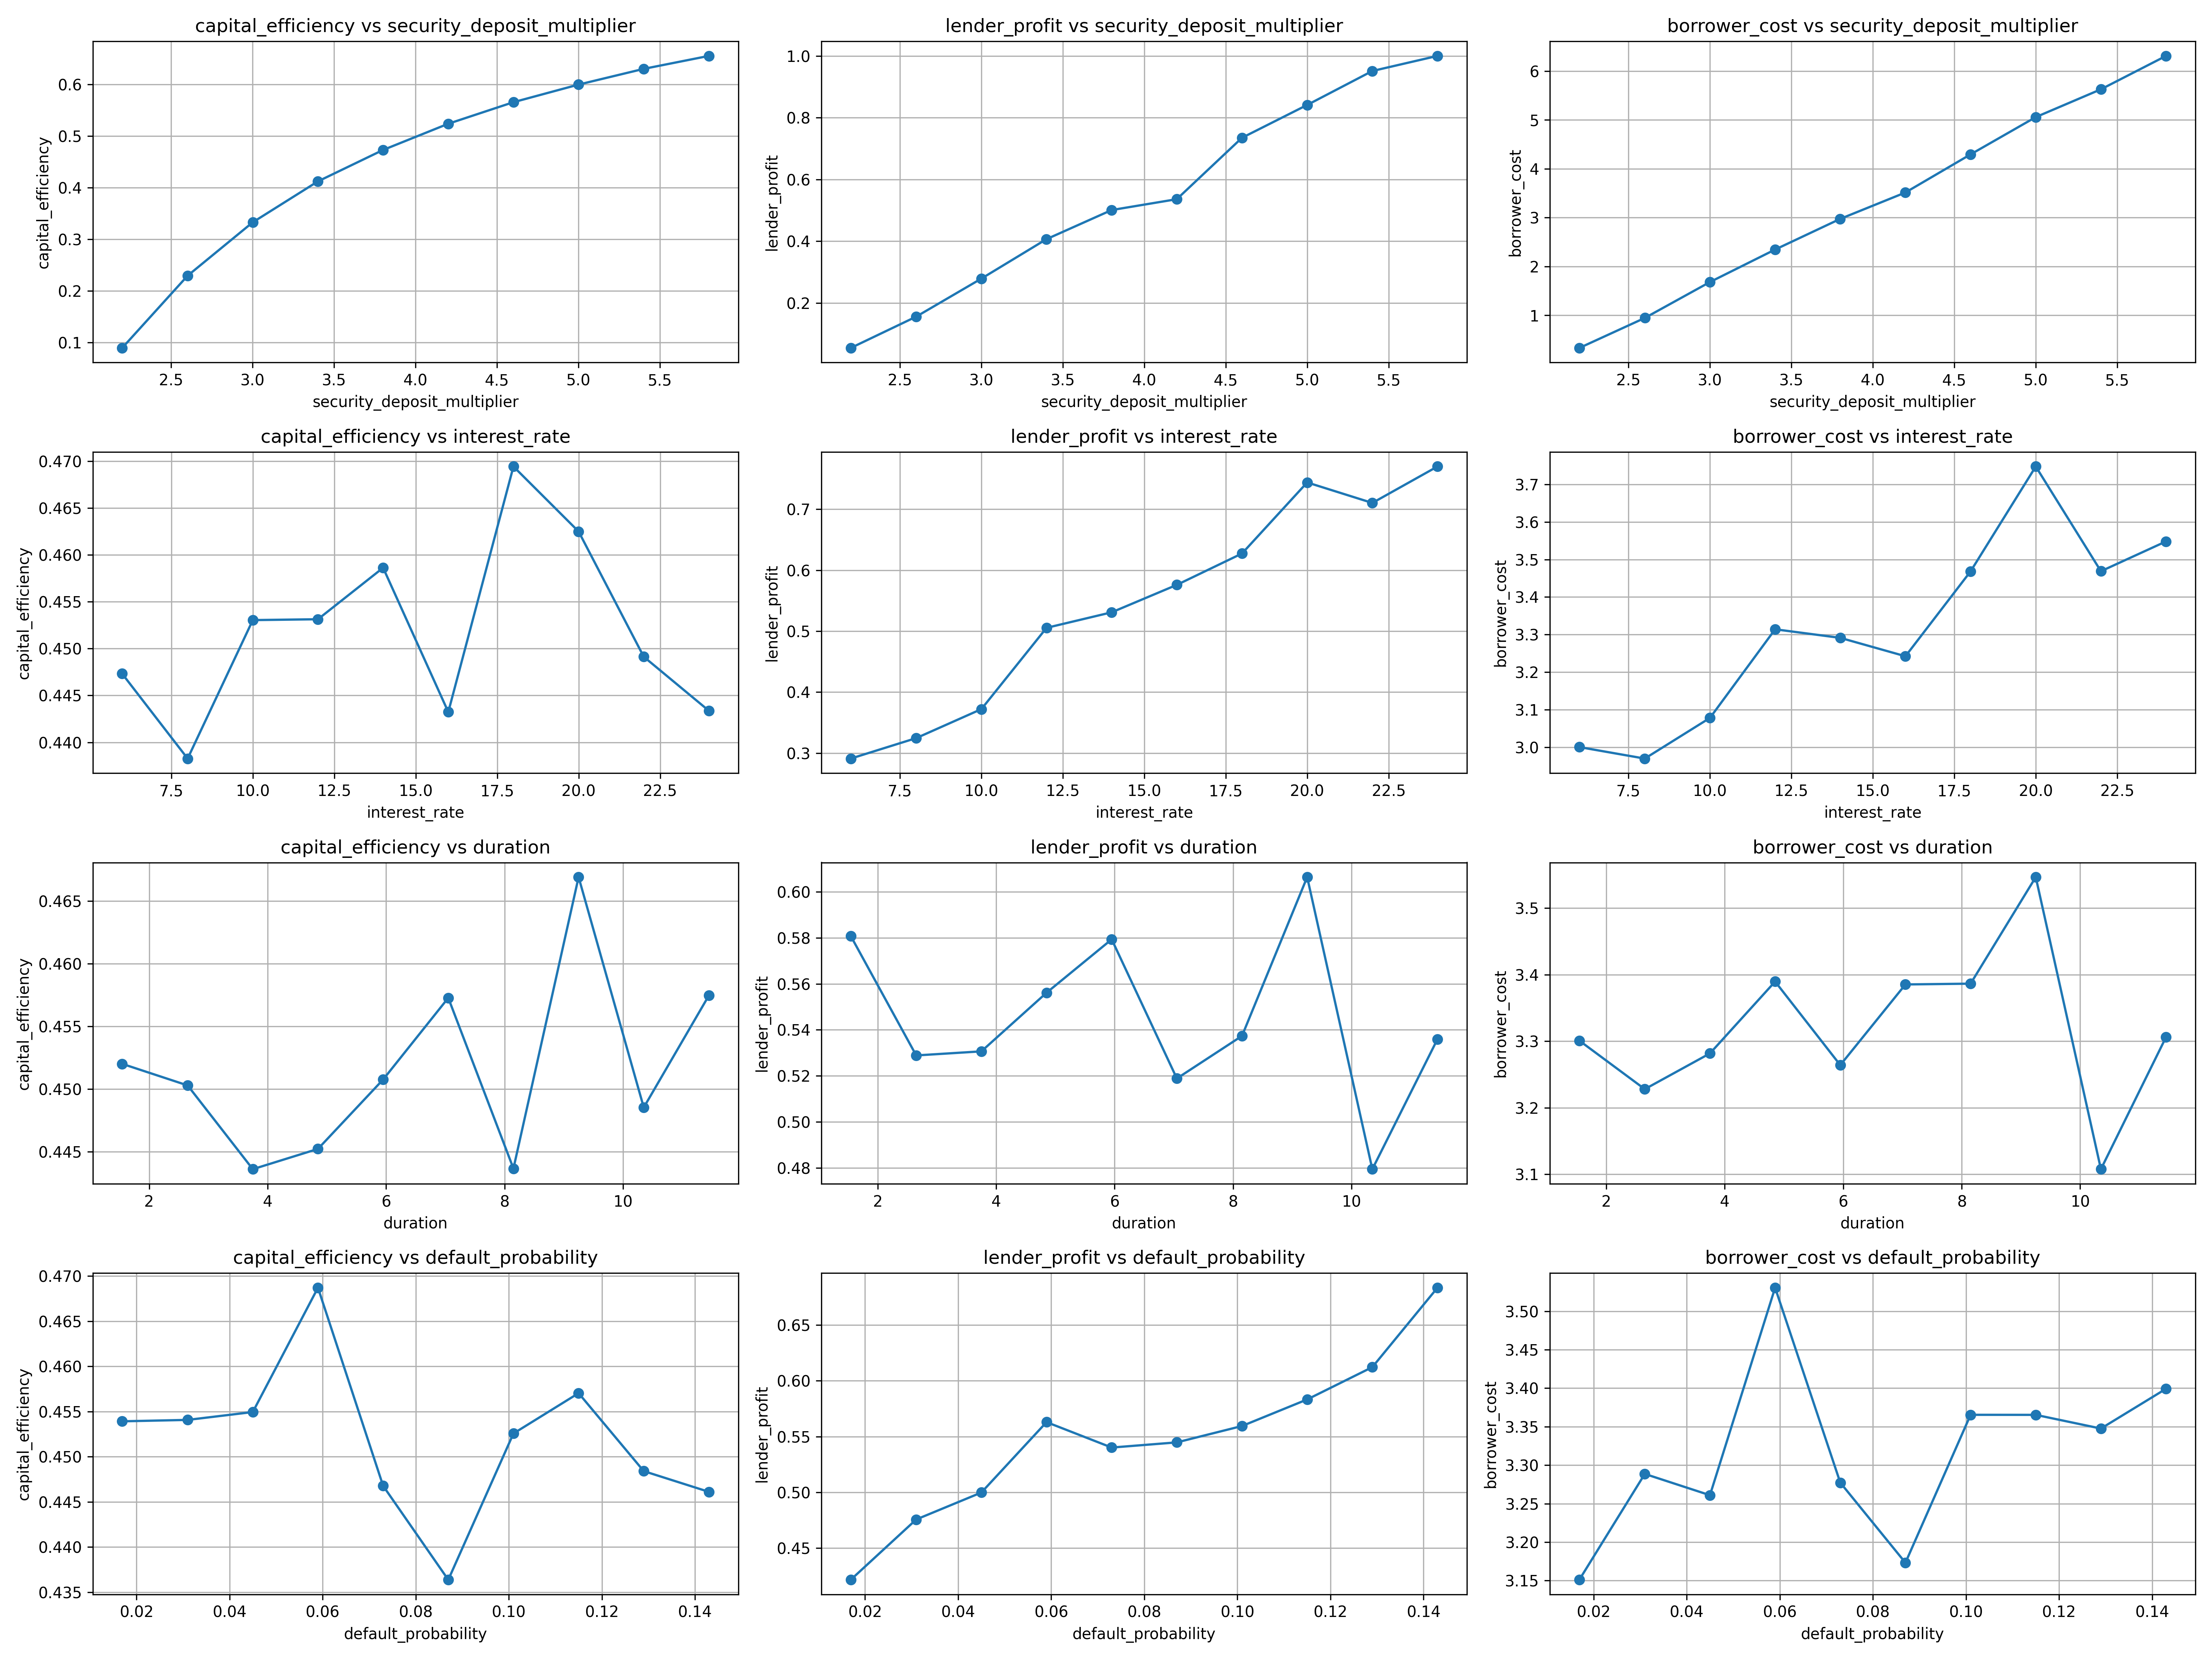 capital_efficiency vs security_deposit_multiplier
capital_efficiency
0.6
0.5
0.4
0.3
0.2
0.1
2.5 3.0 3.5 4.0 4.5 5.0 5.5
security_deposit_multiplier
lender_profit vs security_deposit_multiplier
lender_profit
1.0
0.8
0.6
0.4
0.2
2.5 3.0 3.5 4.0 4.5 5.0 5.5
security_deposit_multiplier
borrower_cost vs security_deposit_multiplier
borrower_cost
6
5
4
3
2
1
2.5 3.0 3.5 4.0 4.5 5.0 5.5
security_deposit_multiplier
capital_efficiency vs interest_rate
capital_efficiency
0.470
0.465
0.460
0.455
0.450
0.445
0.440
7.5 10.0 12.5 15.0 17.5 20.0 22.5
interest_rate
lender_profit vs interest_rate
lender_profit
0.7
0.6
0.5
0.4
0.3
7.5 10.0 12.5 15.0 17.5 20.0 22.5
interest_rate
borrower_cost vs interest_rate
borrower_cost
3.7
3.6
3.5
3.4
3.3
3.2
3.1
3.0
7.5 10.0 12.5 15.0 17.5 20.0 22.5
interest_rate
capital_efficiency vs duration
capital_efficiency
0.465
0.460
0.455
0.450
0.445
2 4 6 8 10
duration
lender_profit vs duration
lender_profit
0.60
0.58
0.56
0.54
0.52
0.50
0.48
2 4 6 8 10
duration
borrower_cost vs duration
borrower_cost
3.5
3.4
3.3
3.2
3.1
2 4 6 8 10
duration
capital_efficiency vs default_probability
capital_efficiency
0.470
0.465
0.460
0.455
0.450
0.445
0.440
0.435
0.02 0.04 0.06 0.08 0.10 0.12 0.14
default_probability
lender_profit vs default_probability
lender_profit
0.65
0.60
0.55
0.50
0.45
0.02 0.04 0.06 0.08 0.10 0.12 0.14
default_probability
borrower_cost vs default_probability
borrower_cost
3.50
3.45
3.40
3.35
3.30
3.25
3.20
3.15
0.02 0.04 0.06 0.08 0.10 0.12 0.14
default_probability